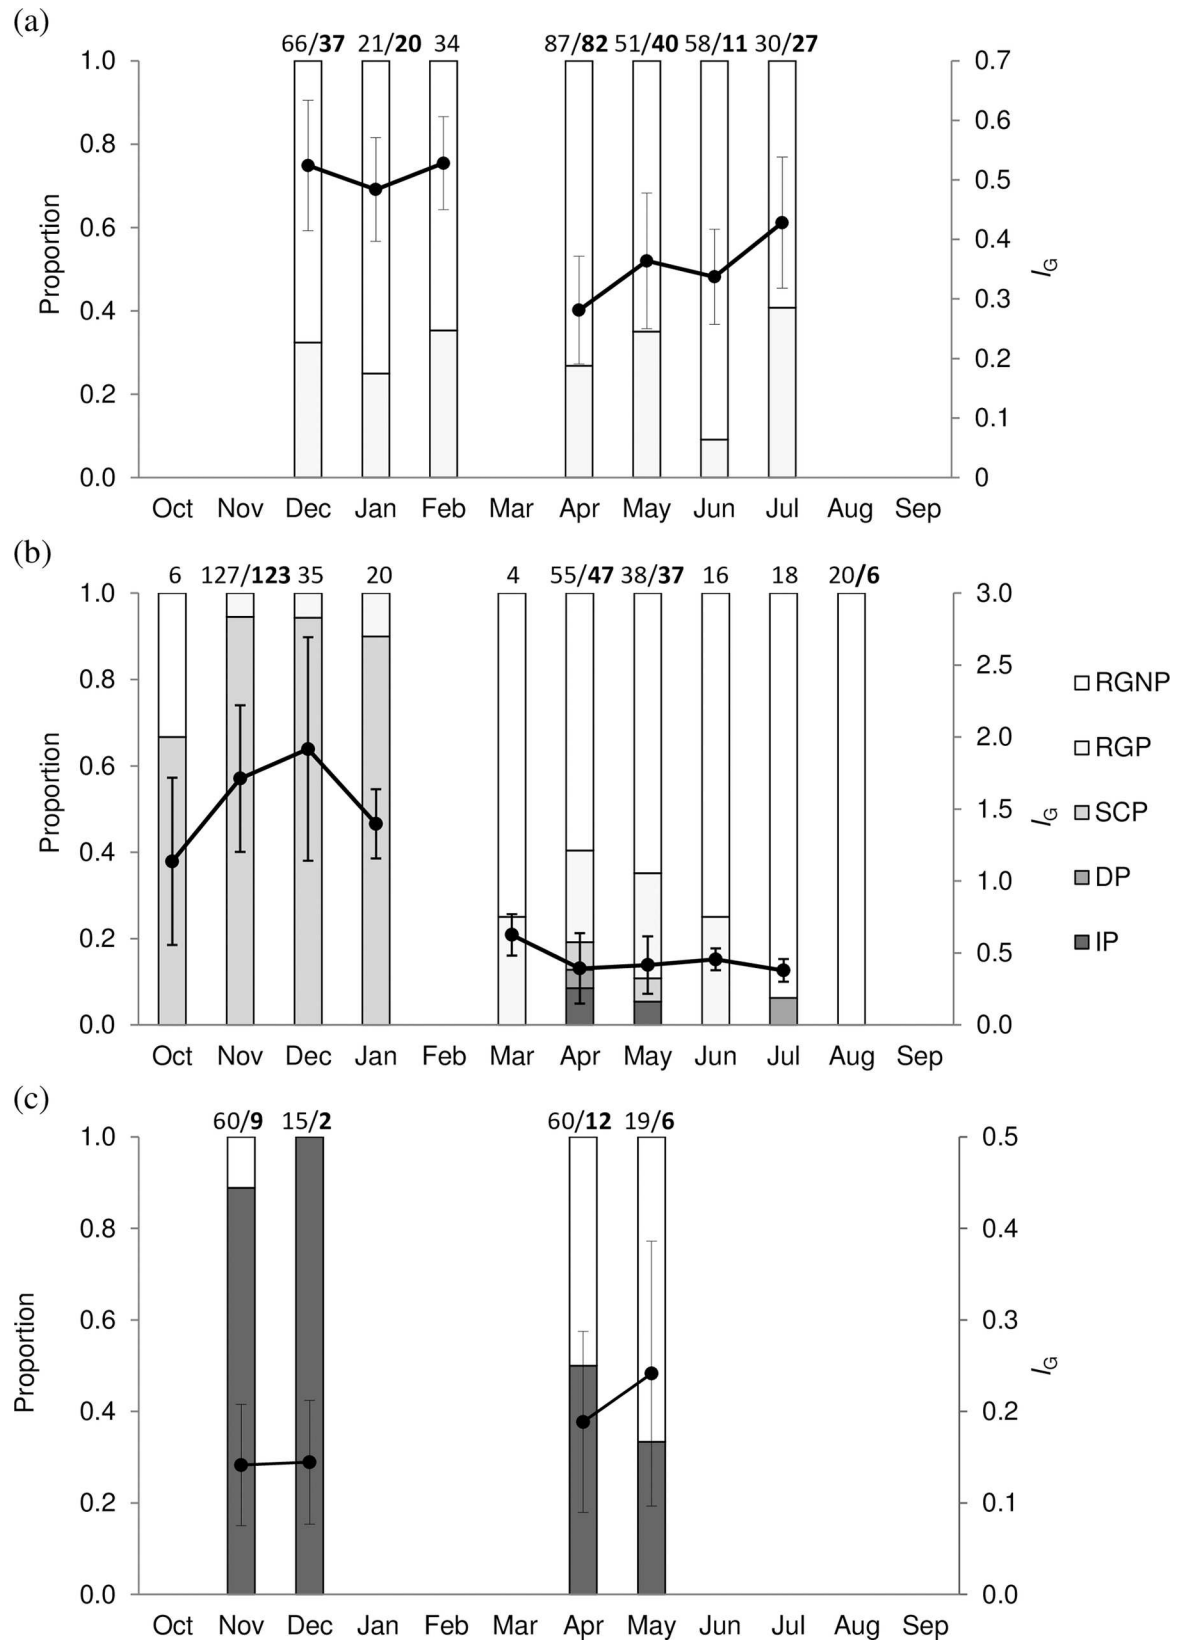 (a)
66/37 21/20 34 87/82 51/40 58/11 30/27
1.0 0.7
0.6
0.8
0.5
0.6
0.4
Proportion
I_G
0.4
0.3
0.2
0.2
0.1
0.0 0
Oct Nov Dec Jan Feb Mar Apr May Jun Jul Aug Sep
(b)
6 127/123 35 20 4 55/47 38/37 16 18 20/6
1.0 3.0
2.5
0.8
2.0
0.6
Proportion
1.5
I_G
0.4
1.0
0.2
0.5
0.0 0.0
Oct Nov Dec Jan Feb Mar Apr May Jun Jul Aug Sep
RGNP
RGP
SCP
DP
IP
(c)
60/9 15/2 60/12 19/6
1.0 0.5
0.8 0.4
0.6 0.3
Proportion
I_G
0.4 0.2
0.2 0.1
0.0 0.0
Oct Nov Dec Jan Feb Mar Apr May Jun Jul Aug Sep